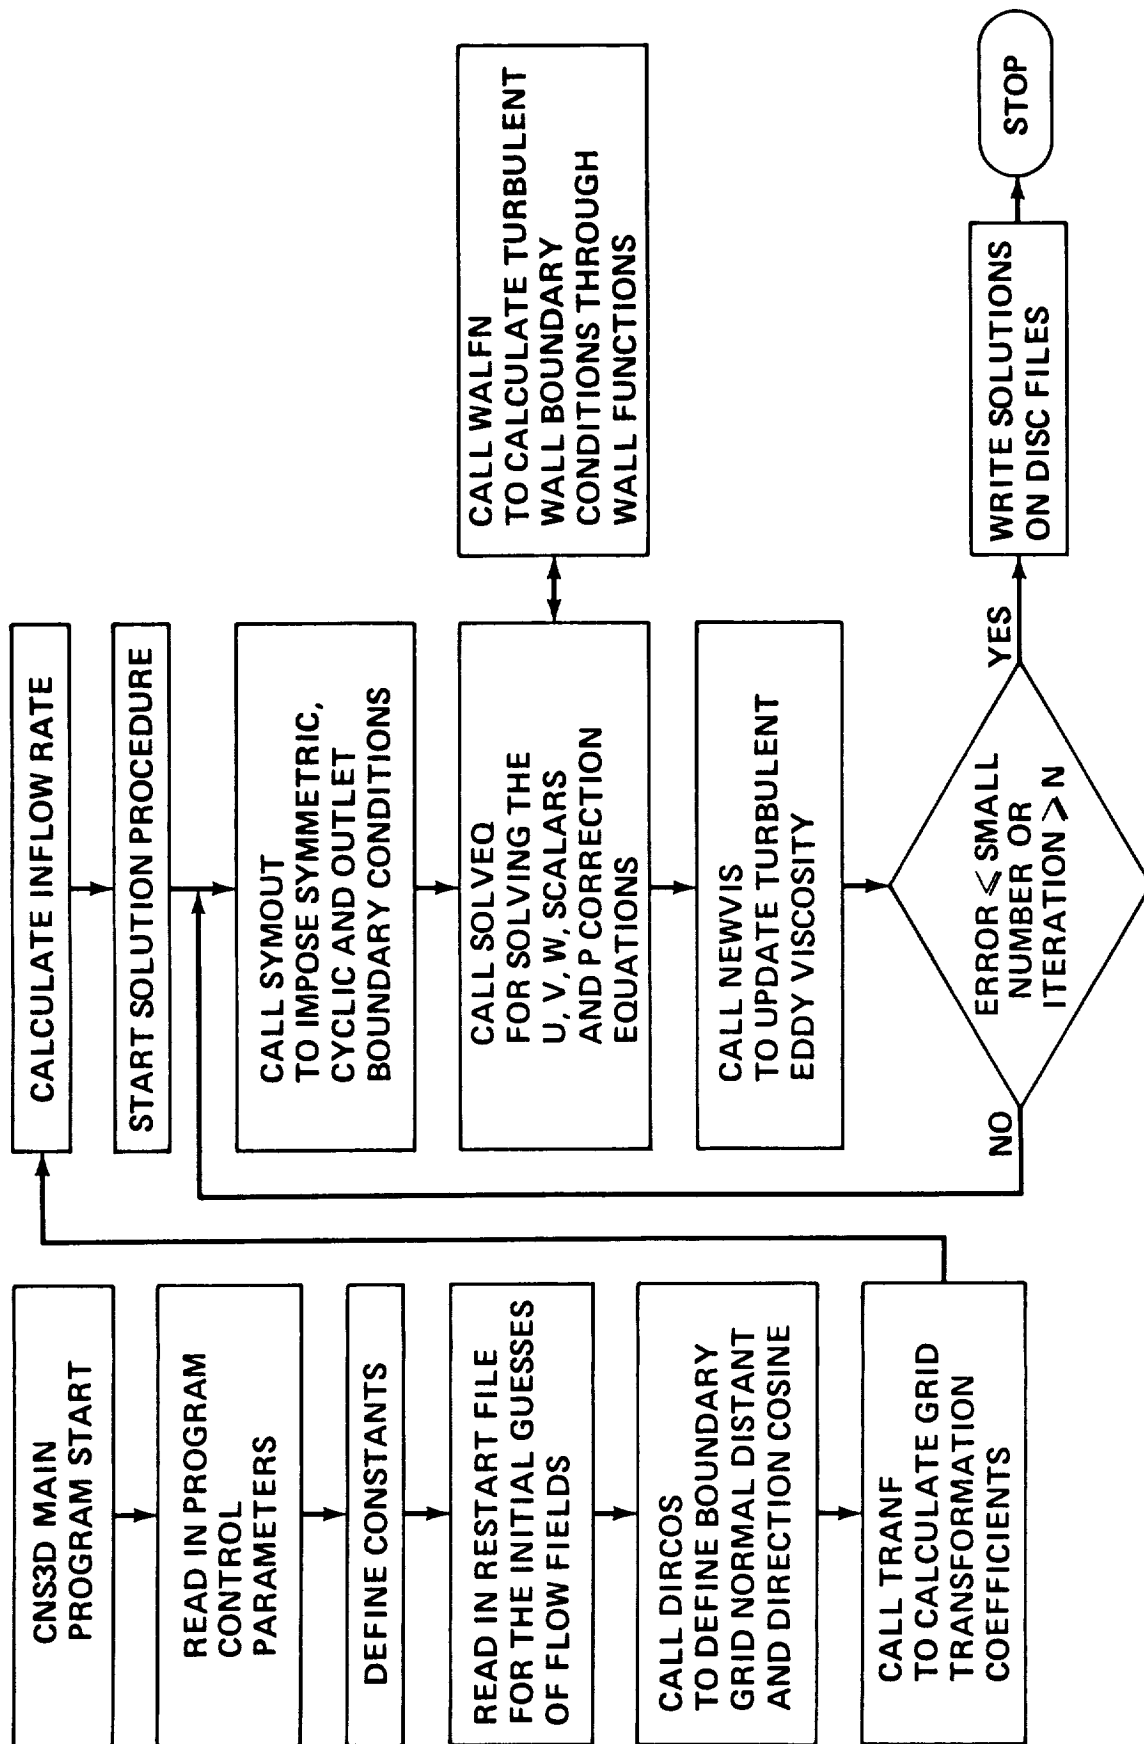 CNS3D MAIN
PROGRAM START
READ IN PROGRAM
CONTROL
PARAMETERS
DEFINE CONSTANTS
READ IN RESTART FILE
FOR THE INITIAL GUESSES
OF FLOW FIELDS
CALL DIRCOS
TO DEFINE BOUNDARY
GRID NORMAL DISTANT
AND DIRECTION COSINE
CALL TRANF
TO CALCULATE GRID
TRANSFORMATION
COEFFICIENTS
CALCULATE INFLOW RATE
START SOLUTION PROCEDURE
CALL SYMOUT
TO IMPOSE SYMMETRIC,
CYCLIC AND OUTLET
BOUNDARY CONDITIONS
CALL SOLVEQ
FOR SOLVING THE
U, V, W, SCALARS
AND P CORRECTION
EQUATIONS
CALL WALFN
TO CALCULATE TURBULENT
WALL BOUNDARY
CONDITIONS THROUGH
WALL FUNCTIONS
CALL NEWVIS
TO UPDATE TURBULENT
EDDY VISCOSITY
ERROR ⩽ SMALL
NUMBER OR
ITERATION ⩾ N
NO
YES
WRITE SOLUTIONS
ON DISC FILES
STOP